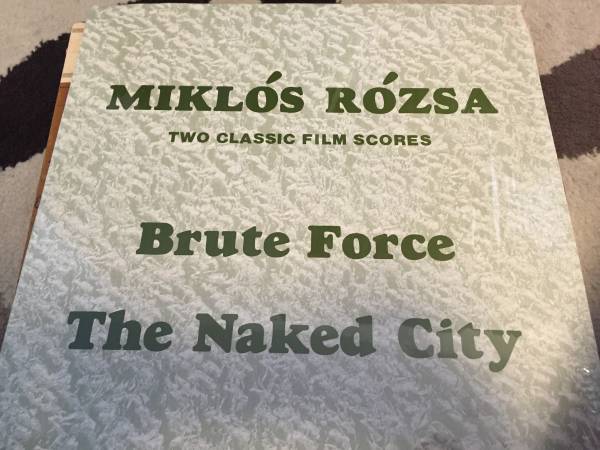 MIKLÓS RÓZSA
TWO CLASSIC FILM SCORES
Brute Force
The Naked City